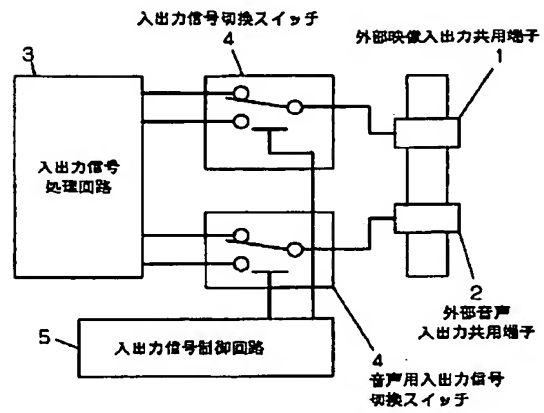 入出力信号切換スイッチ
4
外部映像入出力共用端子
1
3
入出力信号
処理回路
2
外部音声
入出力共用端子
5
入出力信号制御回路
4
音声用入出力信号
切換スイッチ